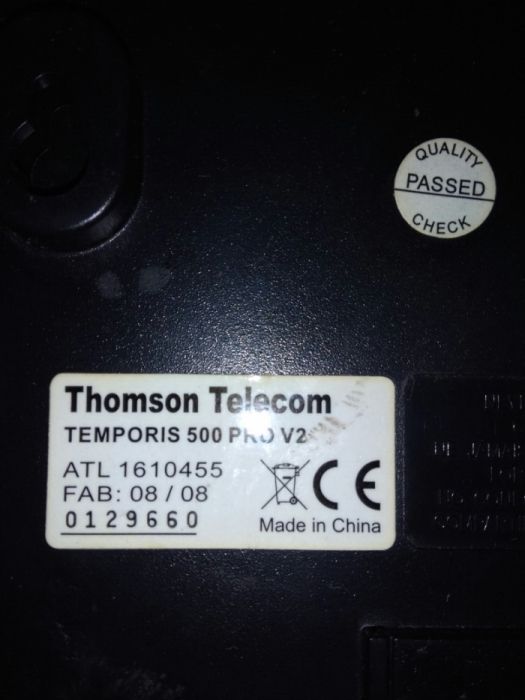 QUALITY
PASSED
CHECK
Thomson Telecom
TEMPORIS 500 PRO V2
ATL 1610455
FAB: 08 / 08
0129660
CE
Made in China